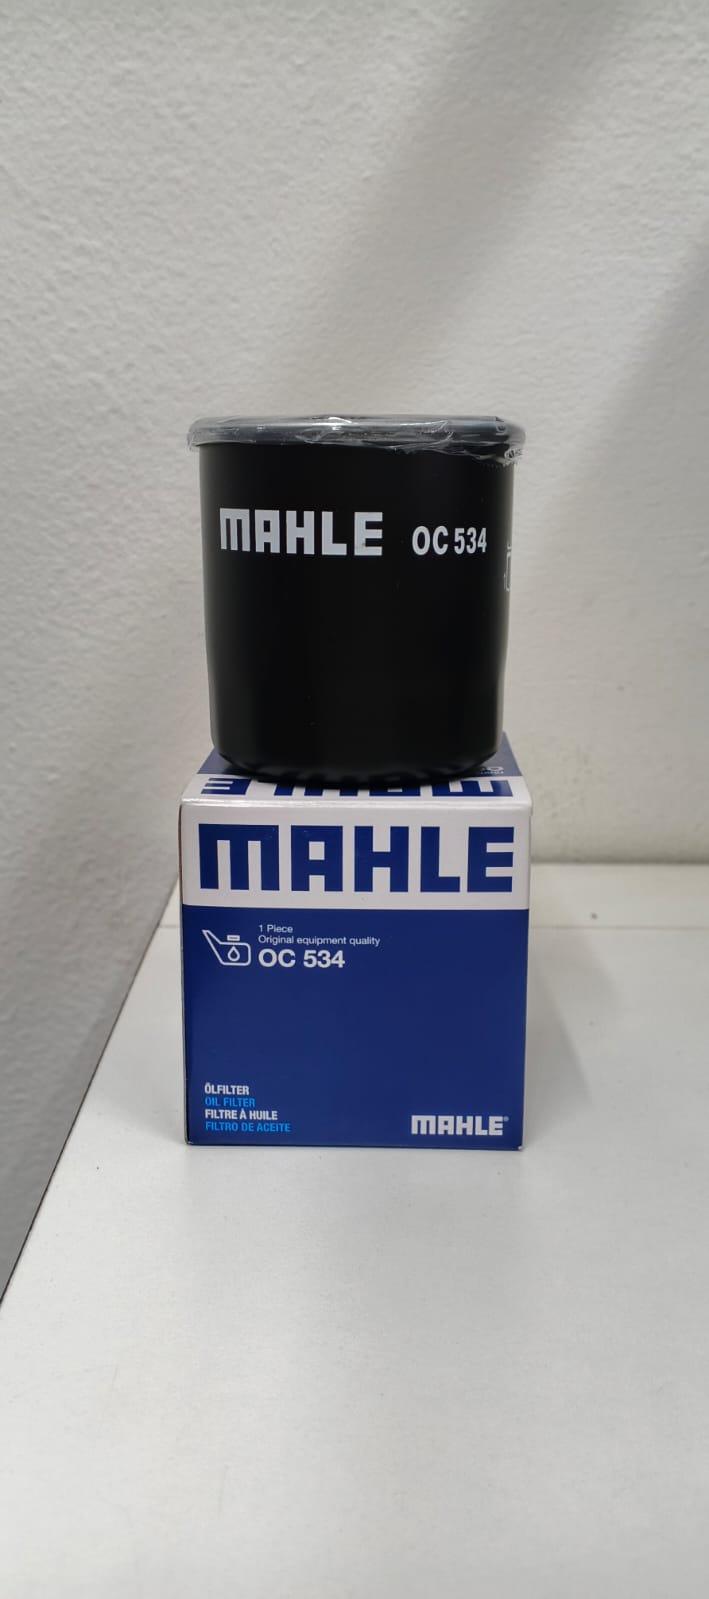 MAHLE OC 534
MAHLE
MAHLE
1 Piece
Original equipment quality
OC 534
ÖLFILTER
OIL FILTER
FILTRE À HUILE
FILTRO DE ACEITE
MAHLE®